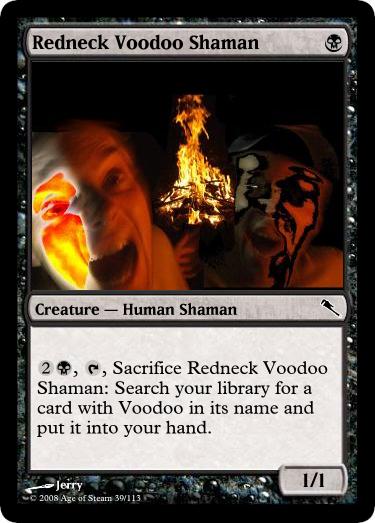 Redneck Voodoo Shaman
Creature — Human Shaman
2 , , Sacrifice Redneck Voodoo
Shaman: Search your library for a
card with Voodoo in its name and
put it into your hand.
1/1
Jerry
© 2008 Age of Steam 39/113